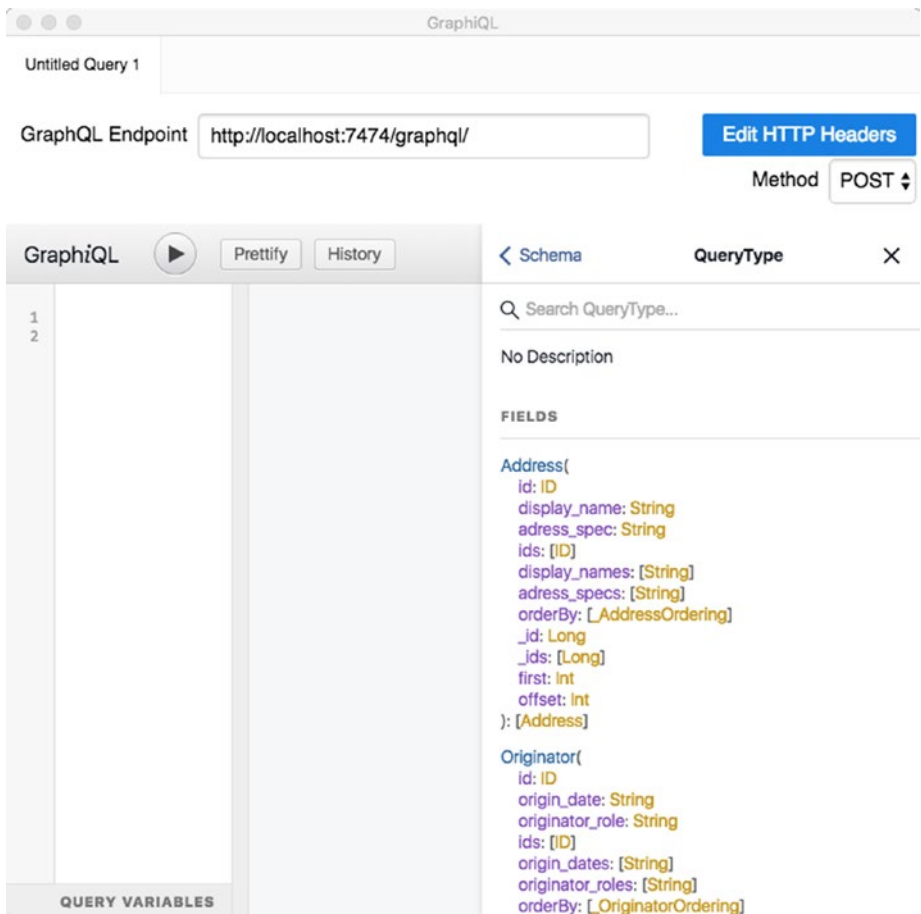 GraphiQL
Untitled Query 1
GraphQL Endpoint http://localhost:7474/graphql/ Edit HTTP Headers
Method POST
GraphiQL Prettify History
Schema QueryType
1
2
Search QueryType...
No Description
FIELDS
Address(
id: ID
display_name: String
adress_spec: String
ids: [ID]
display_names: [String]
adress_specs: [String]
orderBy: [_AddressOrdering]
_id: Long
_ids: [Long]
first: Int
offset: Int
): [Address]
Originator(
id: ID
origin_date: String
originator_role: String
ids: [ID]
origin_dates: [String]
originator_roles: [String]
orderBy: [_OriginatorOrdering]
QUERY VARIABLES